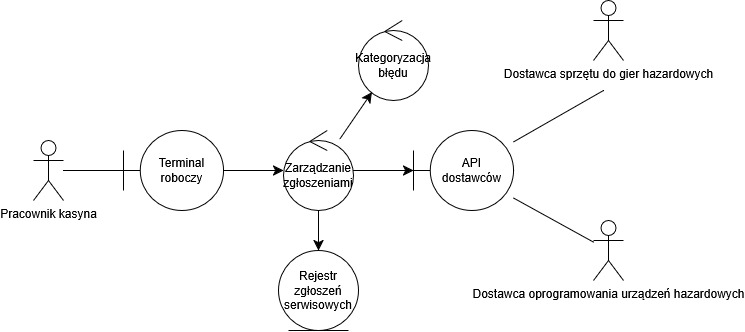 Kategoryzacja
błędu
Dostawca sprzętu do gier hazardowych
Terminal
roboczy
Zarządzanie
zgłoszeniami
API
dostawców
Pracownik kasyna
Rejestr
zgłoszeń
serwisowych
Dostawca oprogramowania urządzeń hazardowych